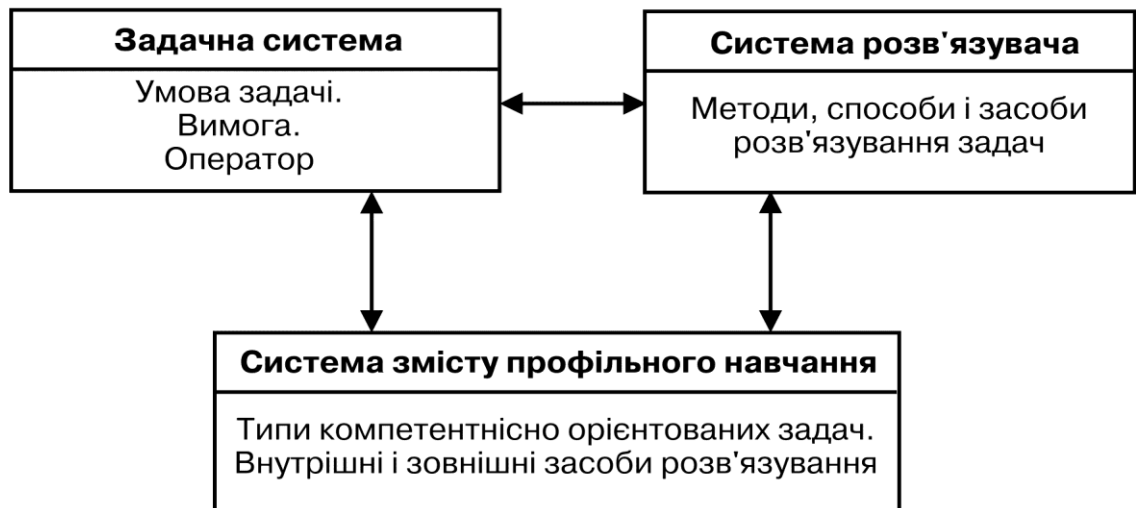 Задачна система
Умова задачі.
Вимога.
Оператор
Система розв'язувача
Методи, способи і засоби
розв'язування задач
Система змісту профільного навчання
Типи компетентнісно орієнтованих задач.
Внутрішні і зовнішні засоби розв'язування